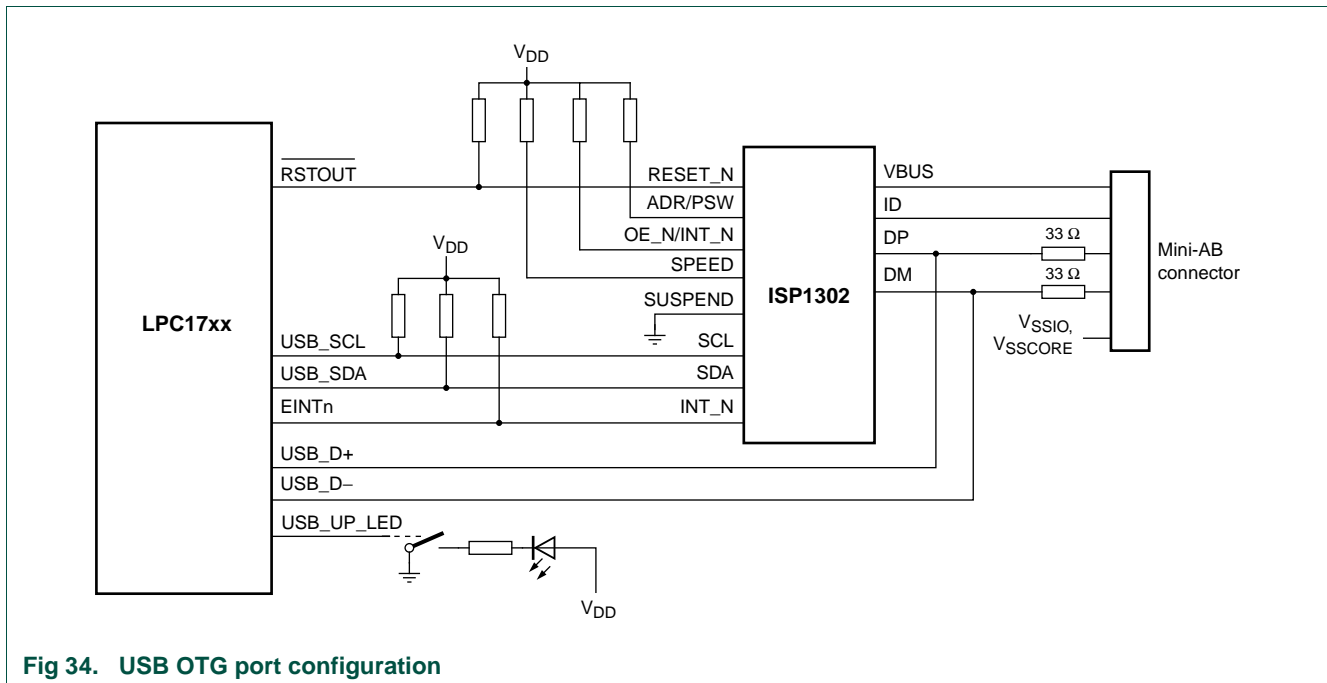 VDD
RSTOUT
RESET_N
VBUS
ADR/PSW
ID
OE_N/INT_N
DP
33 Ω
Mini-AB
connector
VDD
SPEED
DM
33 Ω
SUSPEND
ISP1302
LPC17xx
VSSIO,
VSSCORE
USB_SCL
SCL
USB_SDA
SDA
EINTn
INT_N
USB_D+
USB_D−
USB_UP_LED
VDD
Fig 34. USB OTG port configuration